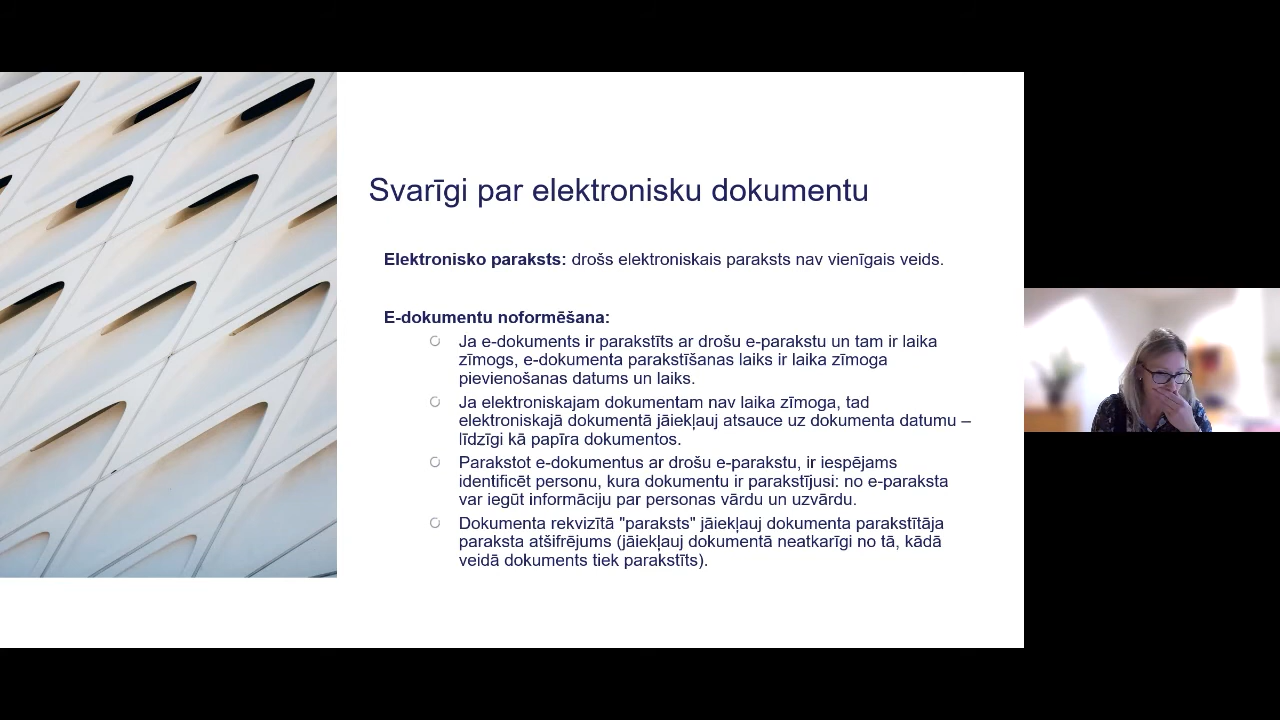 Svarīgi par elektronisku dokumentu
Elektronisko paraksts: drošs elektroniskais paraksts nav vienīgais veids.
E-dokumentu noformēšana:
Ja e-dokuments ir parakstīts ar drošu e-parakstu un tam ir laika
zīmogs, e-dokumenta parakstīšanas laiks ir laika zīmoga
pievienošanas datums un laiks.
Ja elektroniskajam dokumentam nav laika zīmoga, tad
elektroniskajā dokumentā jāiekļauj atsauce uz dokumenta datumu –
līdzīgi kā papīra dokumentos.
Parakstot e-dokumentus ar drošu e-parakstu, ir iespējams
identificēt personu, kura dokumentu ir parakstījusi: no e-paraksta
var iegūt informāciju par personas vārdu un uzvārdu.
Dokumenta rekvizītā "paraksts" jāiekļauj dokumenta parakstītāja
paraksta atšifrējums (jāiekļauj dokumentā neatkarīgi no tā, kādā
veidā dokuments tiek parakstīts).